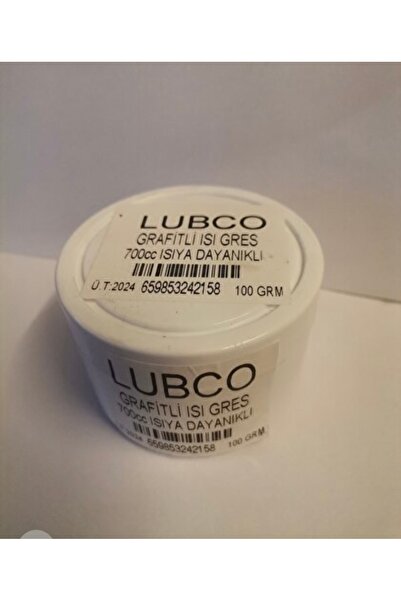 LUBCO
GRAFİTLİ ISI GRES
700cc ISIYA DAYANIKLI
Ü.T:2024 659853242158 100 GRM
LUBCO
GRAFİTLİ ISI GRES
700cc ISIYA DAYANIKLI
2024 659853242158 100 GRM